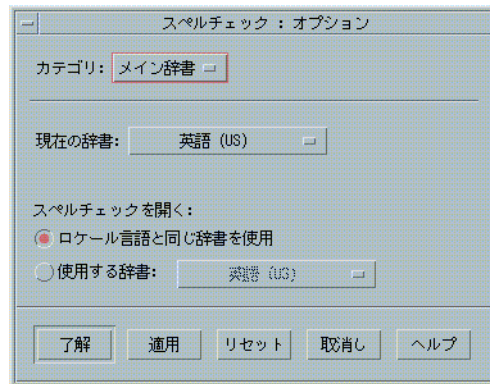 スペルチェック : オプション
カテゴリ: メイン辞書
現在の辞書: 英語 (US)
スペルチェックを開く:
ロケール言語と同じ辞書を使用
使用する辞書: 英語 (US)
了解 適用 リセット 取消し ヘルプ